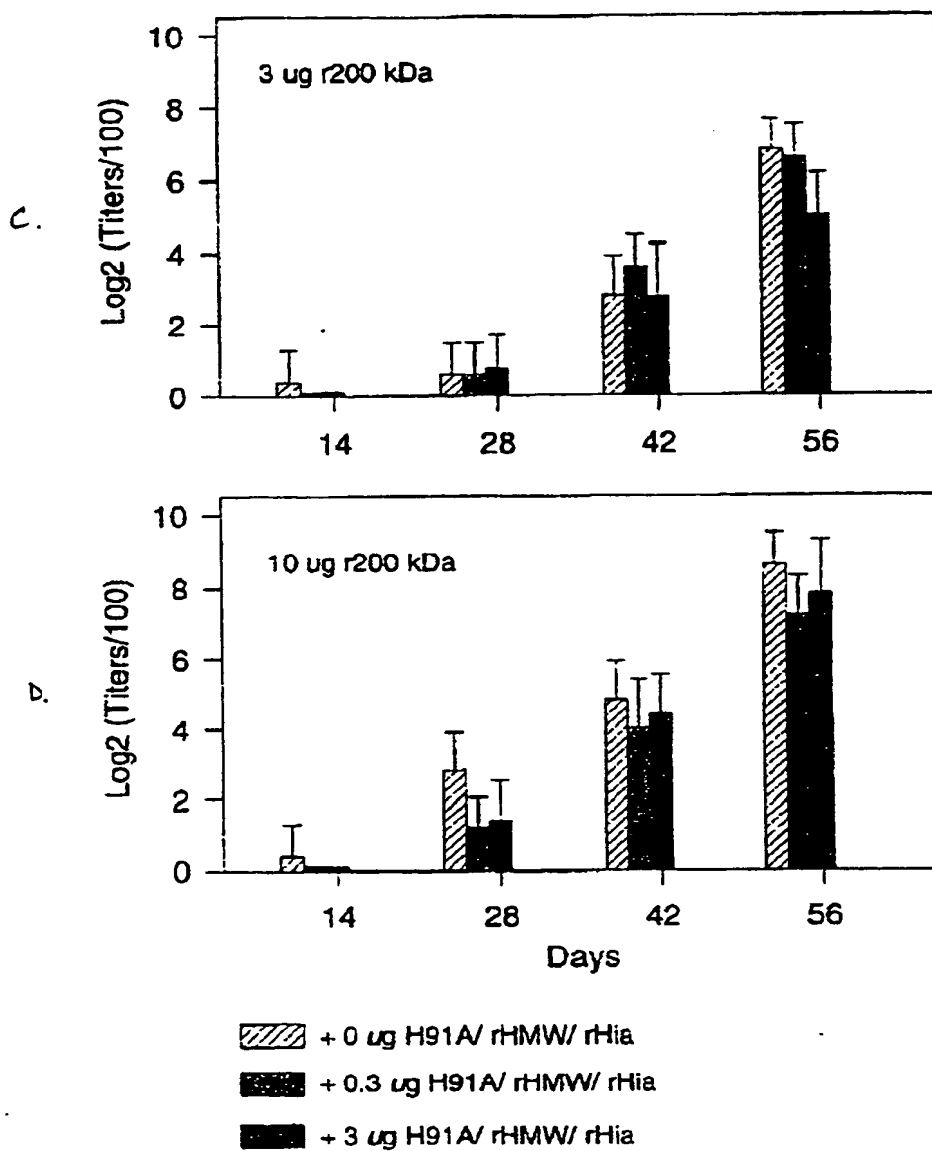 C.
Log2 (Titers/100)
3 ug r200 kDa
10
8
6
4
2
0
14 28 42 56
D.
Log2 (Titers/100)
10 ug r200 kDa
10
8
6
4
2
0
14 28 42 56
Days
+ 0 ug H91A/ rHMW/ rHia
+ 0.3 ug H91A/ rHMW/ rHia
+ 3 ug H91A/ rHMW/ rHia